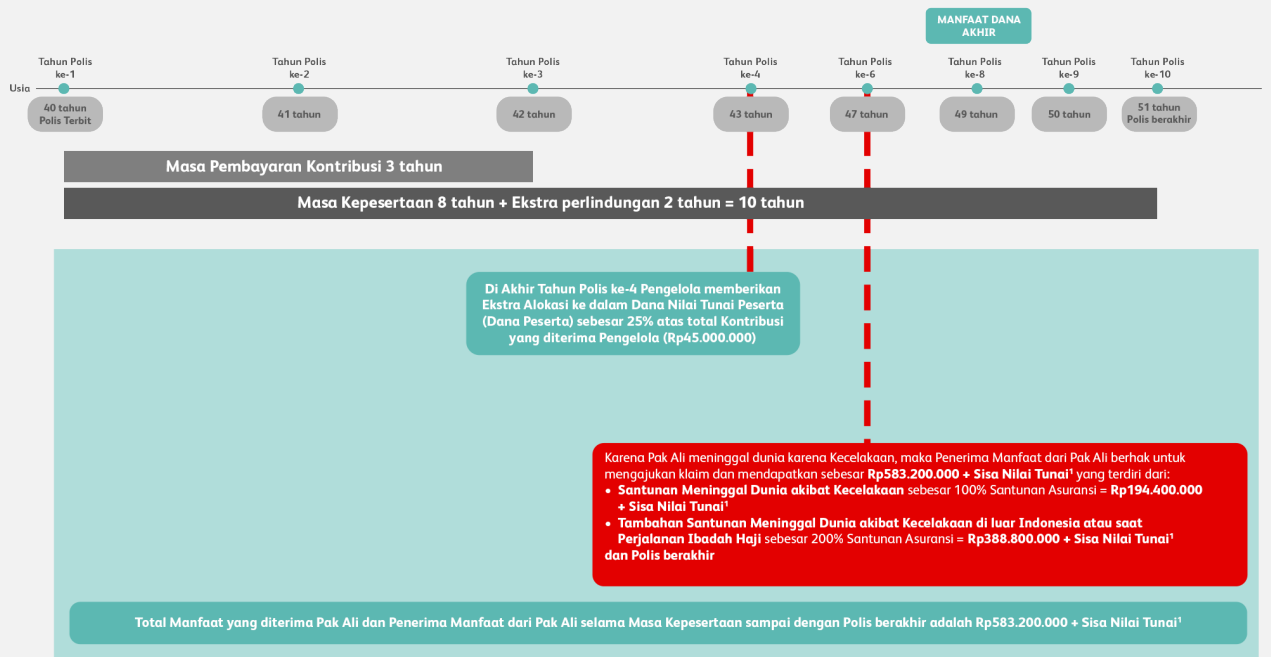 MANFAAT DANA
AKHIR
Tahun Polis
ke-1
Tahun Polis
ke-2
Tahun Polis
ke-3
Tahun Polis
ke-4
Tahun Polis
ke-6
Tahun Polis
ke-8
Tahun Polis
ke-9
Tahun Polis
ke-10
Usia
40 tahun
Polis Terbit
41 tahun
42 tahun
43 tahun
47 tahun
49 tahun
50 tahun
51 tahun
Polis berakhir
Masa Pembayaran Kontribusi 3 tahun
Masa Kepesertaan 8 tahun + Ekstra perlindungan 2 tahun = 10 tahun
Di Akhir Tahun Polis ke-4 Pengelola memberikan
Ekstra Alokasi ke dalam Dana Nilai Tunai Peserta
(Dana Peserta) sebesar 25% atas total Kontribusi
yang diterima Pengelola (Rp45.000.000)
Karena Pak Ali meninggal dunia karena Kecelakaan, maka Penerima Manfaat dari Pak Ali berhak untuk
mengajukan klaim dan mendapatkan sebesar Rp583.200.000 + Sisa Nilai Tunai¹ yang terdiri dari:
• Santunan Meninggal Dunia akibat Kecelakaan sebesar 100% Santunan Asuransi = Rp194.400.000
+ Sisa Nilai Tunai¹
• Tambahan Santunan Meninggal Dunia akibat Kecelakaan di luar Indonesia atau saat
Perjalanan Ibadah Haji sebesar 200% Santunan Asuransi = Rp388.800.000 + Sisa Nilai Tunai¹
dan Polis berakhir
Total Manfaat yang diterima Pak Ali dan Penerima Manfaat dari Pak Ali selama Masa Kepesertaan sampai dengan Polis berakhir adalah Rp583.200.000 + Sisa Nilai Tunai¹